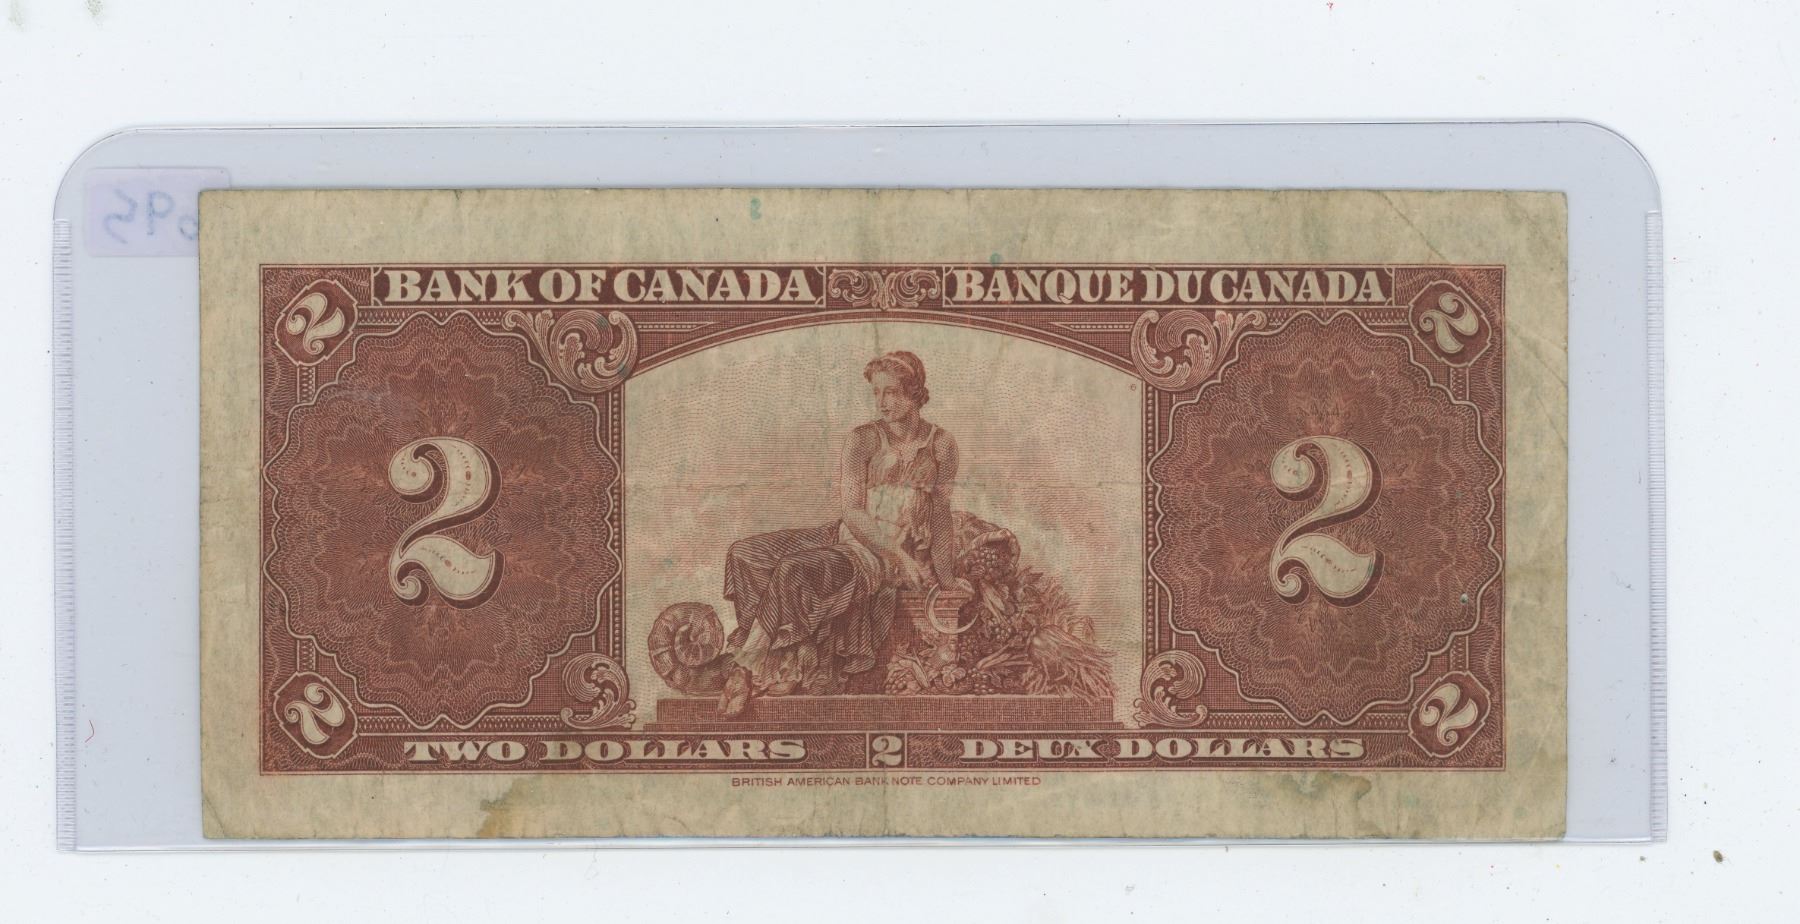 BANK OF CANADA BANQUE DU CANADA
2 2
2 2
2 2
TWO DOLLARS 2 DEUX DOLLARS
BRITISH AMERICAN BANK NOTE COMPANY LIMITED